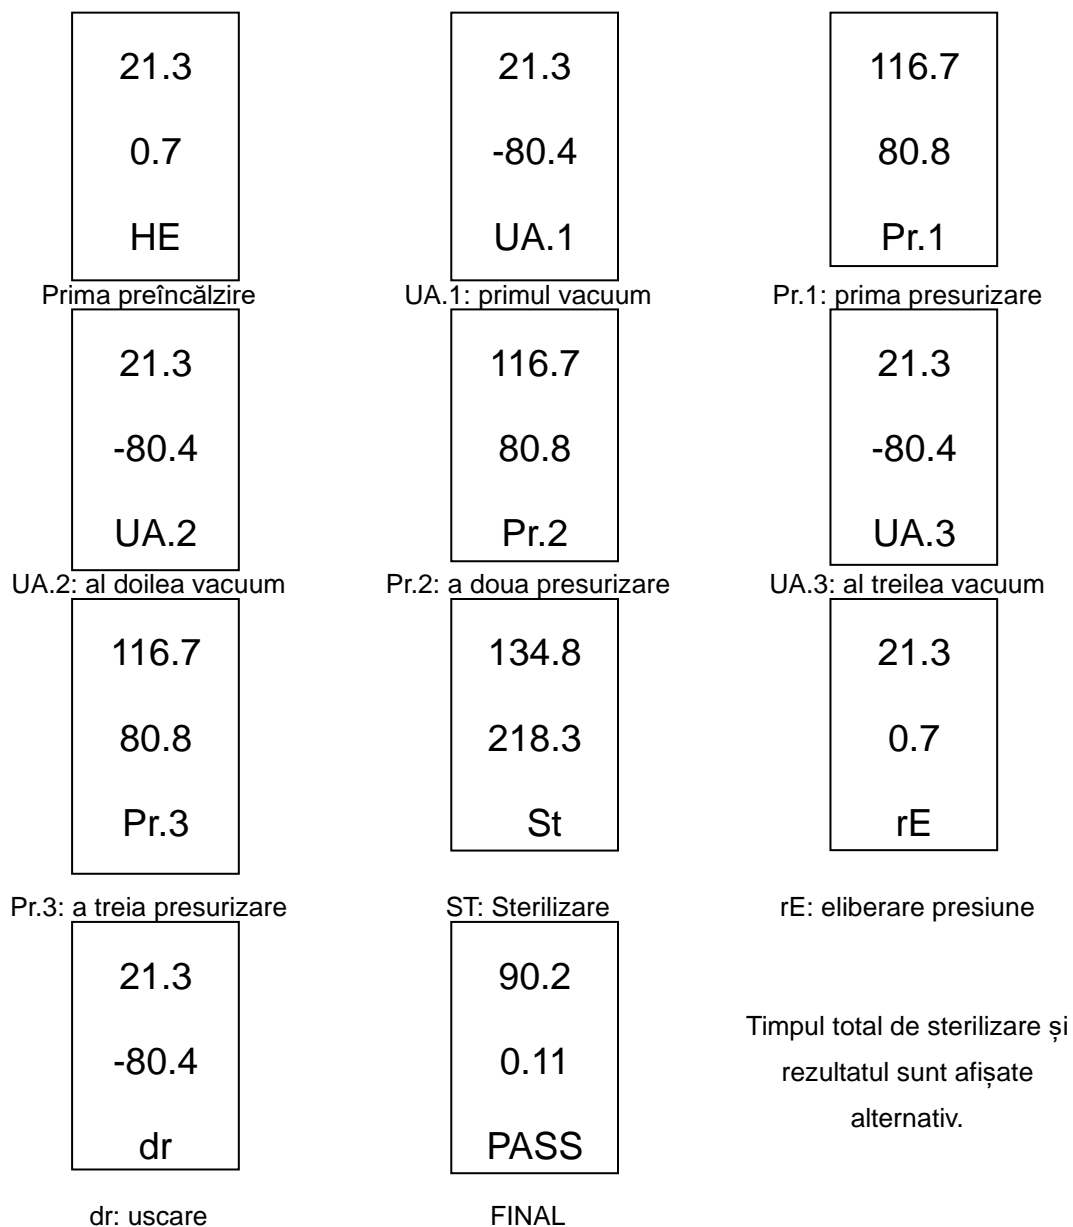 21.3
0.7
HE
Prima preîncălzire
21.3
-80.4
UA.1
UA.1: primul vacuum
116.7
80.8
Pr.1
Pr.1: prima presurizare
21.3
-80.4
UA.2
UA.2: al doilea vacuum
116.7
80.8
Pr.2
Pr.2: a doua presurizare
21.3
-80.4
UA.3
UA.3: al treilea vacuum
116.7
80.8
Pr.3
Pr.3: a treia presurizare
134.8
218.3
St
ST: Sterilizare
21.3
0.7
rE
rE: eliberare presiune
21.3
-80.4
dr
dr: uscare
90.2
0.11
PASS
FINAL
Timpul total de sterilizare și
rezultatul sunt afișate
alternativ.